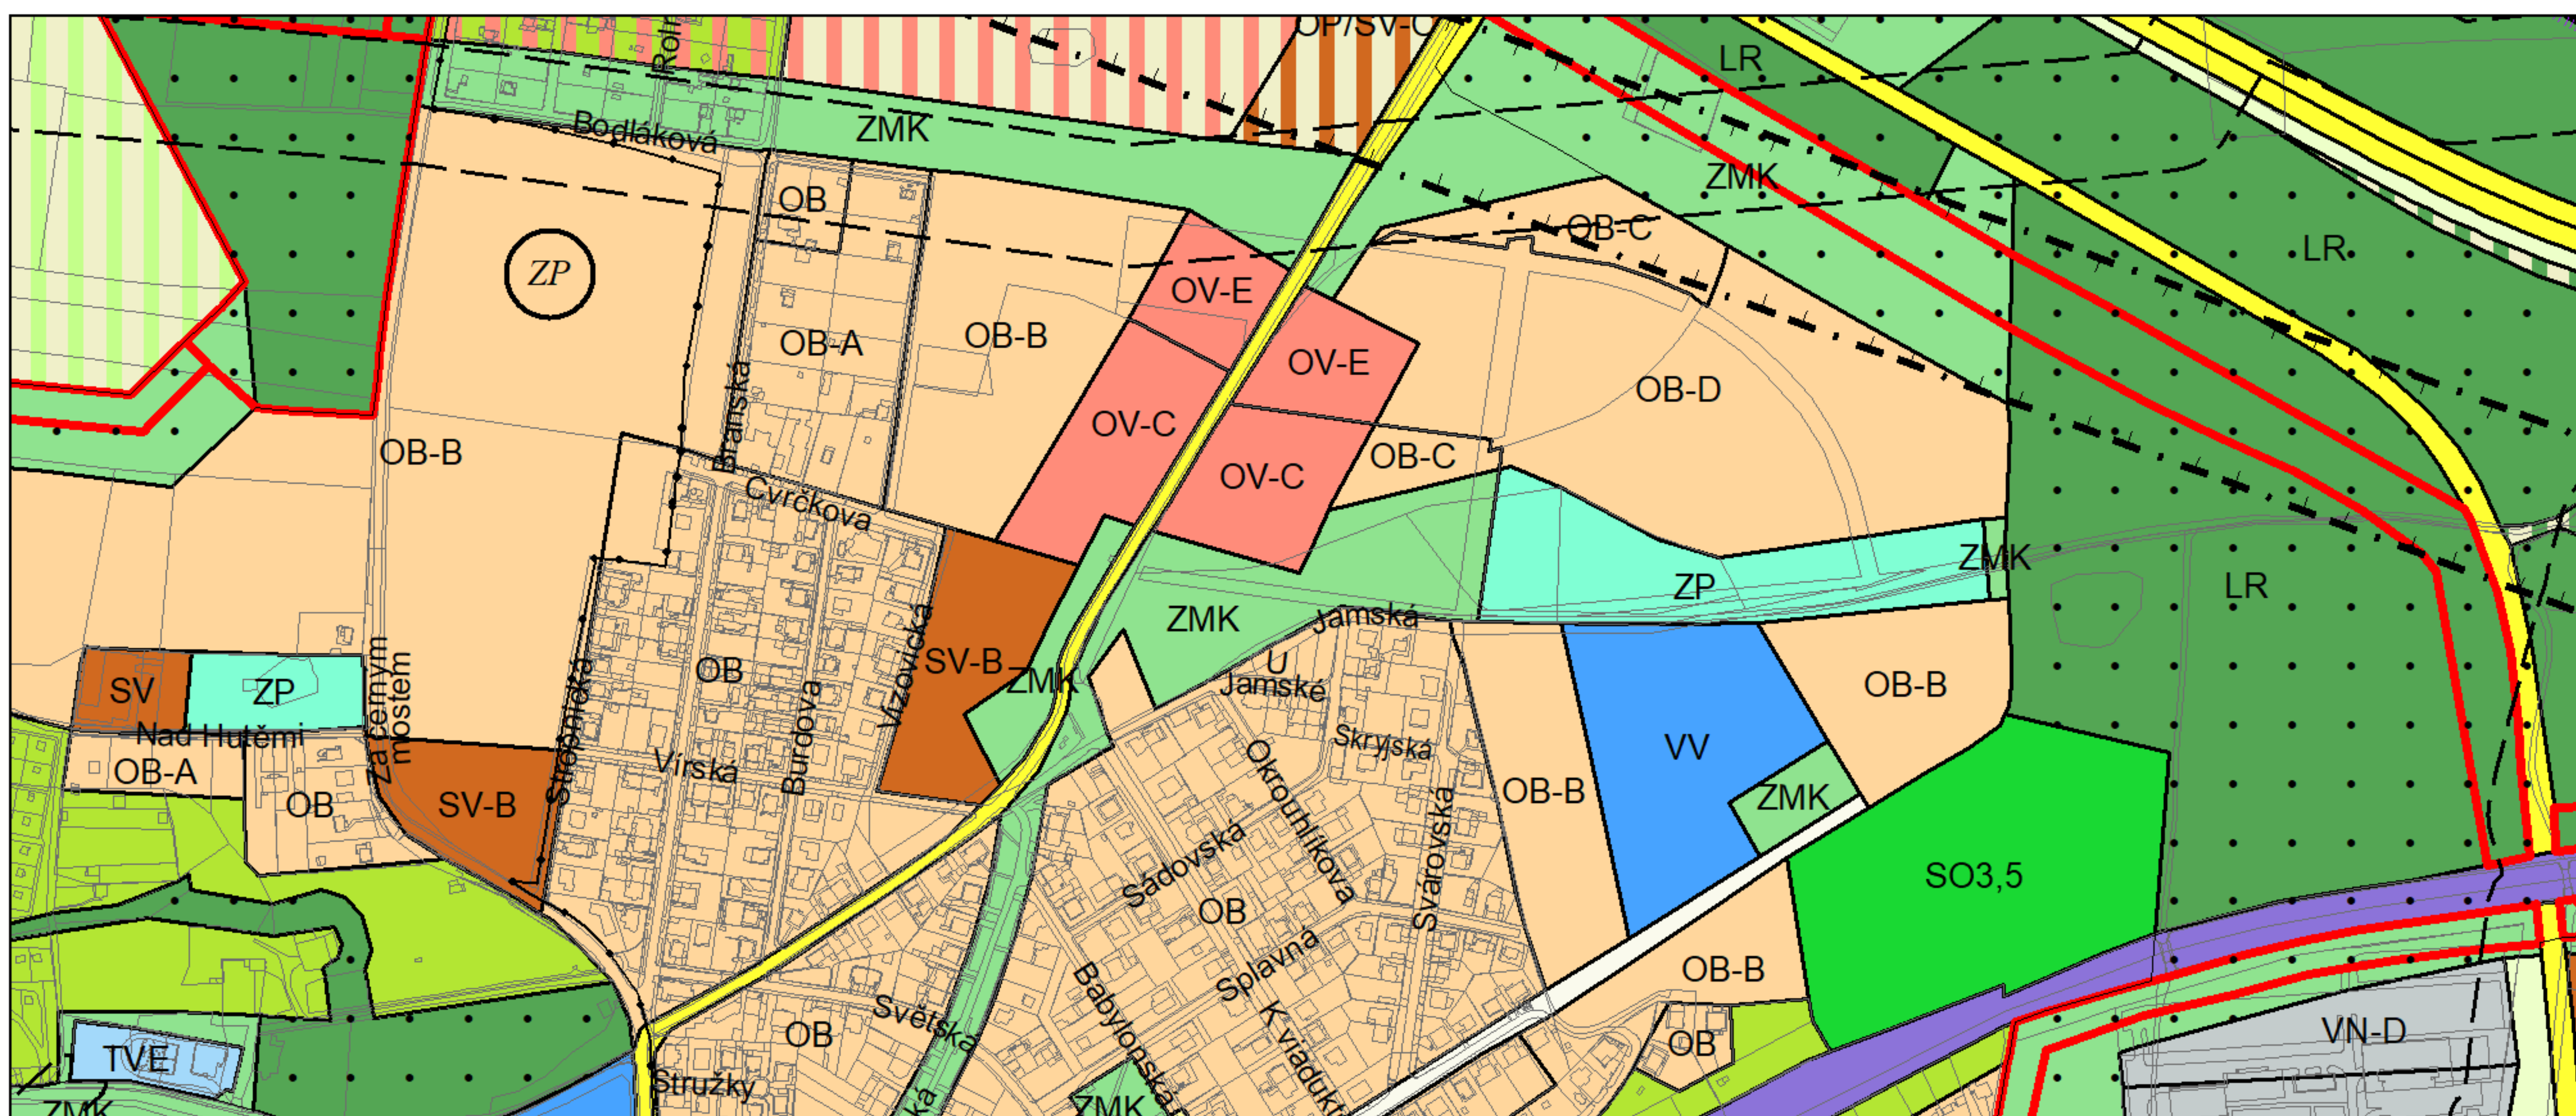 OP/SV-C
LR
Bodláková
ZMK
ZMK
OB
OB-C
LR
ZP
OV-E
OB-B
OB-A
OV-E
OB-D
OV-C
OB-B
OB-C
OV-C
Branská
Cvrčkova
ZMK
ZP
LR
ZMK
Jamská
SV-B
U
Jamské
OB
ZMK
Vizovická
SV
ZP
OB-B
Nad Hutěmi
Za černým
mostem
Stropnická
Skryjská
VV
OB-A
Vírská
Burdova
OB-B
ZMK
OB
SV-B
Okrouhlíkova
Svárovská
Sádovská
SO3,5
OB
Splavná
OB-B
Babylonská
K viaduktu
Světská
OB
OB
VN-D
TVE
Stružky
ZMK
ZMK